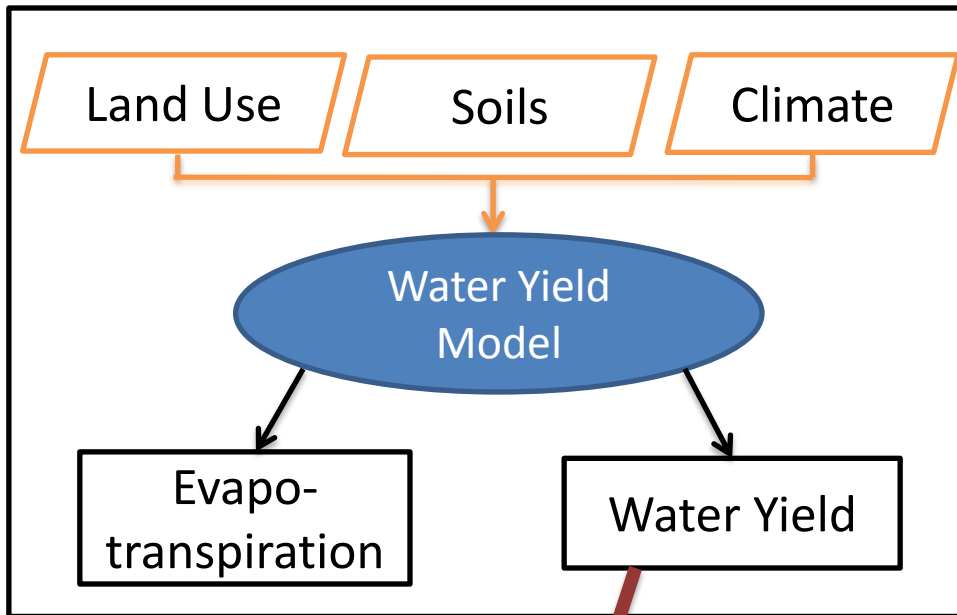 Land Use
Soils
Climate
Water Yield
Model
Evapo-
transpiration
Water Yield